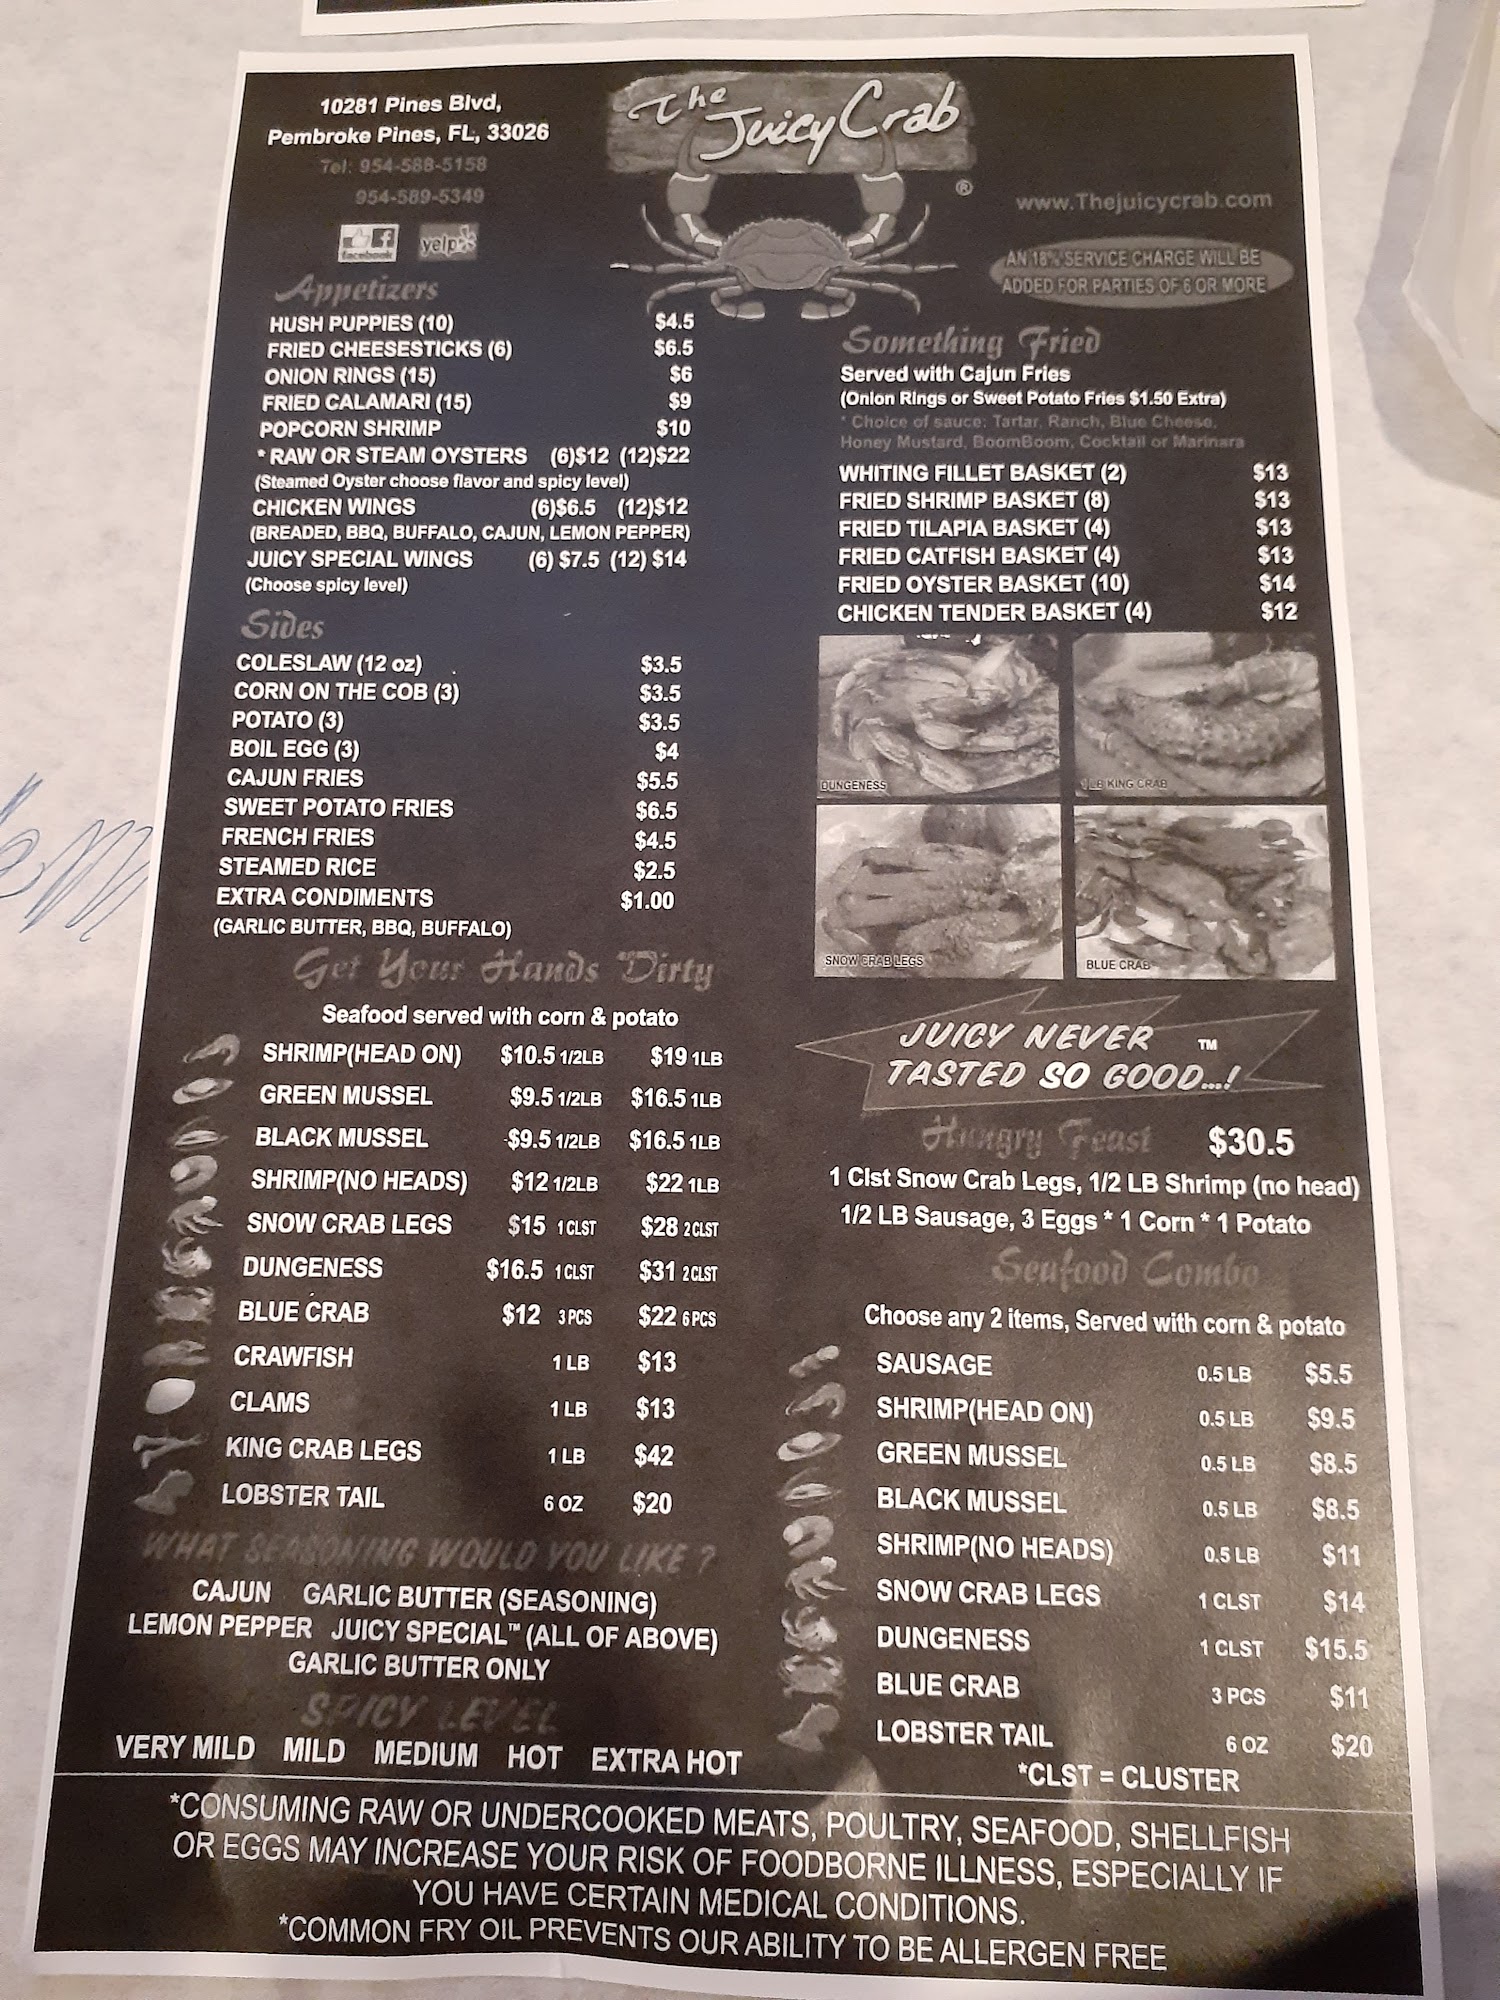 10281 Pines Blvd,
Pembroke Pines, FL, 33026
Tel: 954-588-5158
954-589-5349
facebook
yelp
The
Juicy Crab
®
www.Thejuicycrab.com
AN 18% SERVICE CHARGE WILL BE
ADDED FOR PARTIES OF 6 OR MORE
Appetizers
HUSH PUPPIES (10) $4.5
FRIED CHEESESTICKS (6) $6.5
ONION RINGS (15) $6
FRIED CALAMARI (15) $9
POPCORN SHRIMP $10
* RAW OR STEAM OYSTERS (6)$12 (12)$22
(Steamed Oyster choose flavor and spicy level)
CHICKEN WINGS (6)$6.5 (12)$12
(BREADED, BBQ, BUFFALO, CAJUN, LEMON PEPPER)
JUICY SPECIAL WINGS (6) $7.5 (12) $14
(Choose spicy level)
Sides
COLESLAW (12 oz) $3.5
CORN ON THE COB (3) $3.5
POTATO (3) $3.5
BOIL EGG (3) $4
CAJUN FRIES $5.5
SWEET POTATO FRIES $6.5
FRENCH FRIES $4.5
STEAMED RICE $2.5
EXTRA CONDIMENTS $1.00
(GARLIC BUTTER, BBQ, BUFFALO)
Get Your Hands Dirty
Seafood served with corn & potato
SHRIMP(HEAD ON) $10.5 1/2LB $19 1LB
GREEN MUSSEL $9.5 1/2LB $16.5 1LB
BLACK MUSSEL $9.5 1/2LB $16.5 1LB
SHRIMP(NO HEADS) $12 1/2LB $22 1LB
SNOW CRAB LEGS $15 1 CLST $28 2 CLST
DUNGENESS $16.5 1 CLST $31 2 CLST
BLUE CRAB $12 3 PCS $22 6 PCS
CRAWFISH 1 LB $13
CLAMS 1 LB $13
KING CRAB LEGS 1 LB $42
LOBSTER TAIL 6 OZ $20
WHAT SEASONING WOULD YOU LIKE ?
CAJUN GARLIC BUTTER (SEASONING)
LEMON PEPPER JUICY SPECIAL™ (ALL OF ABOVE)
GARLIC BUTTER ONLY
SPICY LEVEL
VERY MILD MILD MEDIUM HOT EXTRA HOT
Something Fried
Served with Cajun Fries
(Onion Rings or Sweet Potato Fries $1.50 Extra)
* Choice of sauce: Tartar, Ranch, Blue Cheese,
Honey Mustard, BoomBoom, Cocktail or Marinara
WHITING FILLET BASKET (2) $13
FRIED SHRIMP BASKET (8) $13
FRIED TILAPIA BASKET (4) $13
FRIED CATFISH BASKET (4) $13
FRIED OYSTER BASKET (10) $14
CHICKEN TENDER BASKET (4) $12
DUNGENESS
1 LB KING CRAB
SNOW CRAB LEGS
BLUE CRAB
JUICY NEVER ™
TASTED SO GOOD...!
Hungry Feast $30.5
1 Clst Snow Crab Legs, 1/2 LB Shrimp (no head)
1/2 LB Sausage, 3 Eggs * 1 Corn * 1 Potato
Seafood Combo
Choose any 2 items, Served with corn & potato
SAUSAGE 0.5 LB $5.5
SHRIMP(HEAD ON) 0.5 LB $9.5
GREEN MUSSEL 0.5 LB $8.5
BLACK MUSSEL 0.5 LB $8.5
SHRIMP(NO HEADS) 0.5 LB $11
SNOW CRAB LEGS 1 CLST $14
DUNGENESS 1 CLST $15.5
BLUE CRAB 3 PCS $11
LOBSTER TAIL 6 OZ $20
*CLST = CLUSTER
*CONSUMING RAW OR UNDERCOOKED MEATS, POULTRY, SEAFOOD, SHELLFISH
OR EGGS MAY INCREASE YOUR RISK OF FOODBORNE ILLNESS, ESPECIALLY IF
YOU HAVE CERTAIN MEDICAL CONDITIONS.
*COMMON FRY OIL PREVENTS OUR ABILITY TO BE ALLERGEN FREE